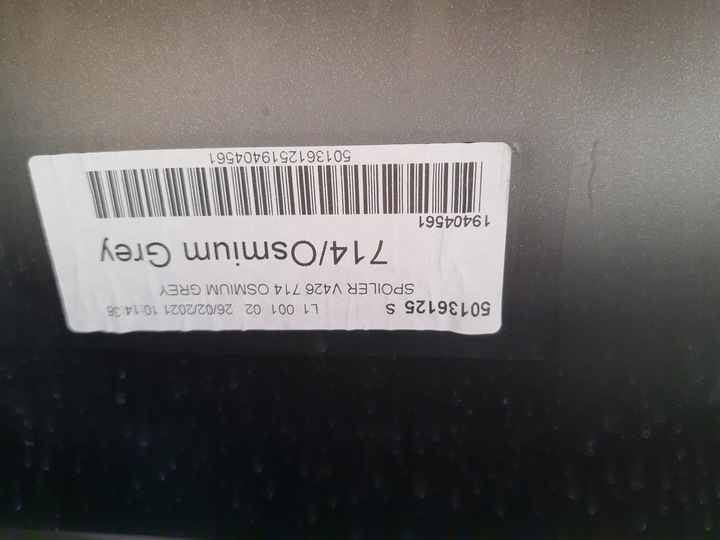 50136125 S L1 001 02 26/02/2021 10:14:36
SPOILER V426 714 OSMIUM GREY
714/Osmium Grey
19404561
5013612519404561